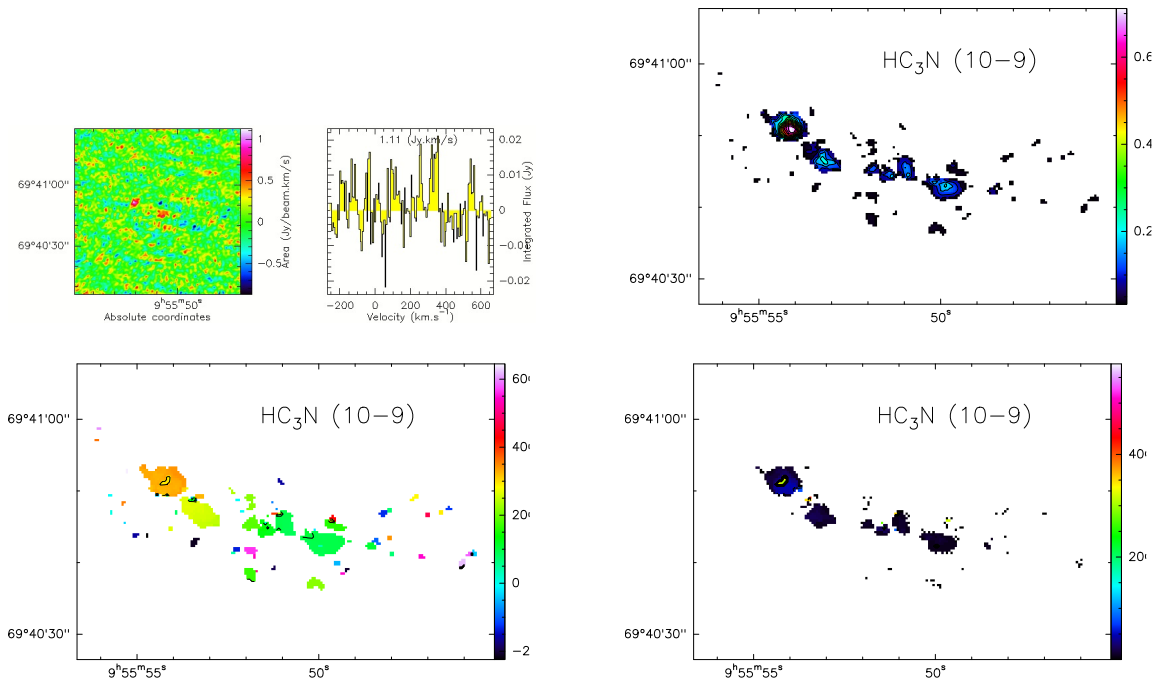 HC₃N (10−9)
69°41'00''
69°40'30''
9ʰ55ᵐ55ˢ
50ˢ
0.6
0.4
0.2
1.11 (Jy.km/s)
69°41'00''
69°40'30''
9ʰ55ᵐ50ˢ
Absolute coordinates
1
0.5
0
−0.5
Area (Jy/beam.km/s)
0.02
0.01
0
−0.01
−0.02
Integrated Flux (Jy)
−200 0 200 400 600
Velocity (km.s⁻¹)
HC₃N (10−9)
69°41'00''
69°40'30''
9ʰ55ᵐ55ˢ
50ˢ
0
HC₃N (10−9)
69°41'00''
69°40'30''
9ʰ55ᵐ55ˢ
50ˢ